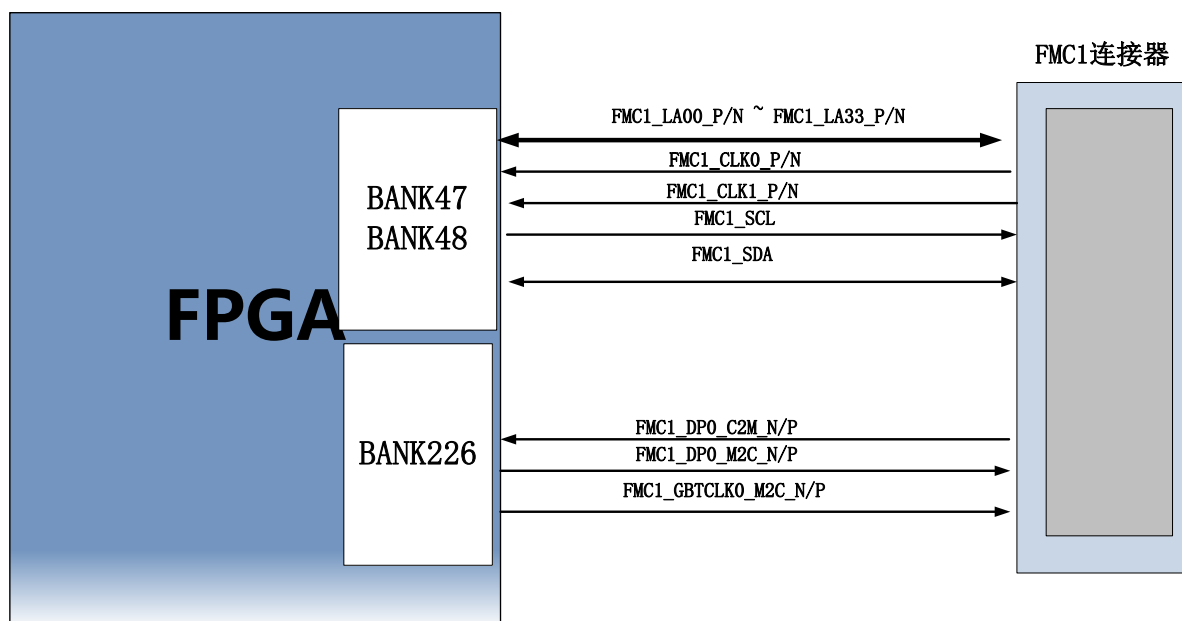 FMC1连接器
FMC1_LA00_P/N ~ FMC1_LA33_P/N
FMC1_CLK0_P/N
FMC1_CLK1_P/N
FMC1_SCL
FMC1_SDA
BANK47
BANK48
FPGA
BANK226
FMC1_DP0_C2M_N/P
FMC1_DP0_M2C_N/P
FMC1_GBTCLK0_M2C_N/P